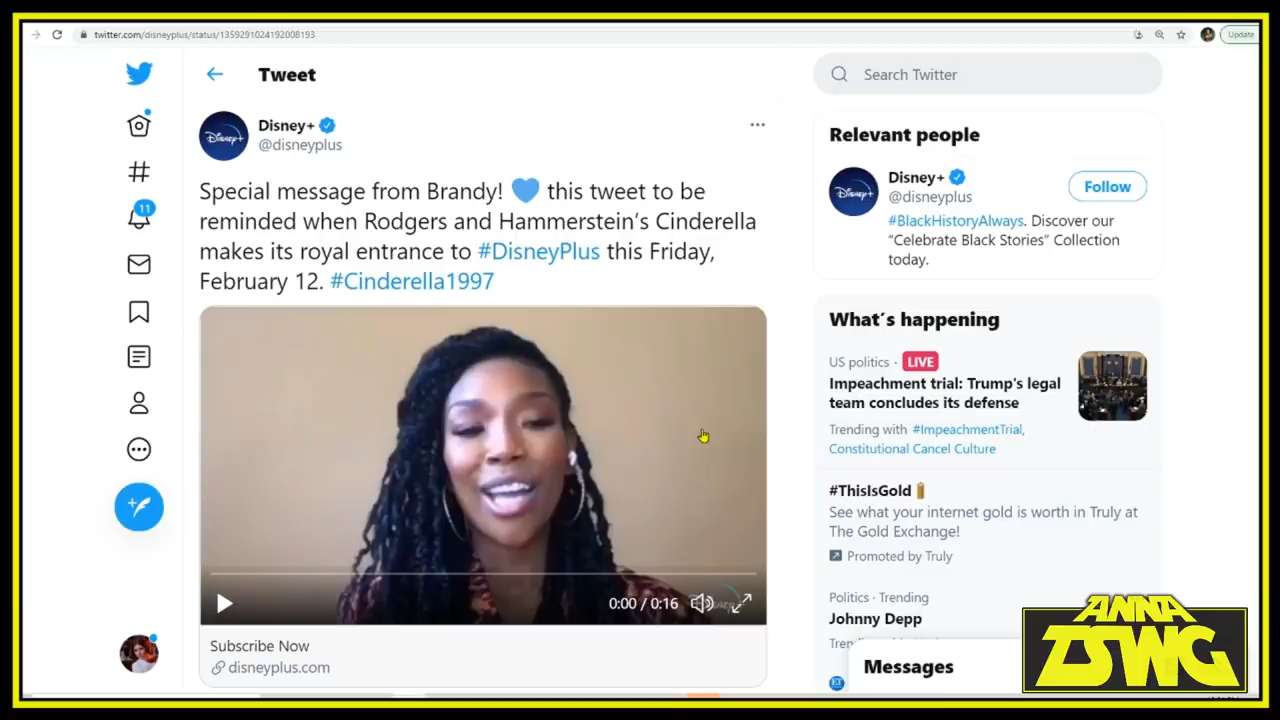 twitter.com/disneyplus/status/1359291024192008193
Update
Tweet
Search Twitter
Disney+
@disneyplus
Special message from Brandy! 💙 this tweet to be
reminded when Rodgers and Hammerstein's Cinderella
makes its royal entrance to #DisneyPlus this Friday,
February 12. #Cinderella1997
0:00 / 0:16
Subscribe Now
disneyplus.com
11
Relevant people
Disney+
@disneyplus
Follow
#BlackHistoryAlways. Discover our
“Celebrate Black Stories” Collection
today.
What's happening
US politics · LIVE
Impeachment trial: Trump's legal
team concludes its defense
Trending with #ImpeachmentTrial,
Constitutional Cancel Culture
#ThisIsGold
See what your internet gold is worth in Truly at
The Gold Exchange!
Promoted by Truly
Politics · Trending
Johnny Depp
Messages
ANNA
TSWG